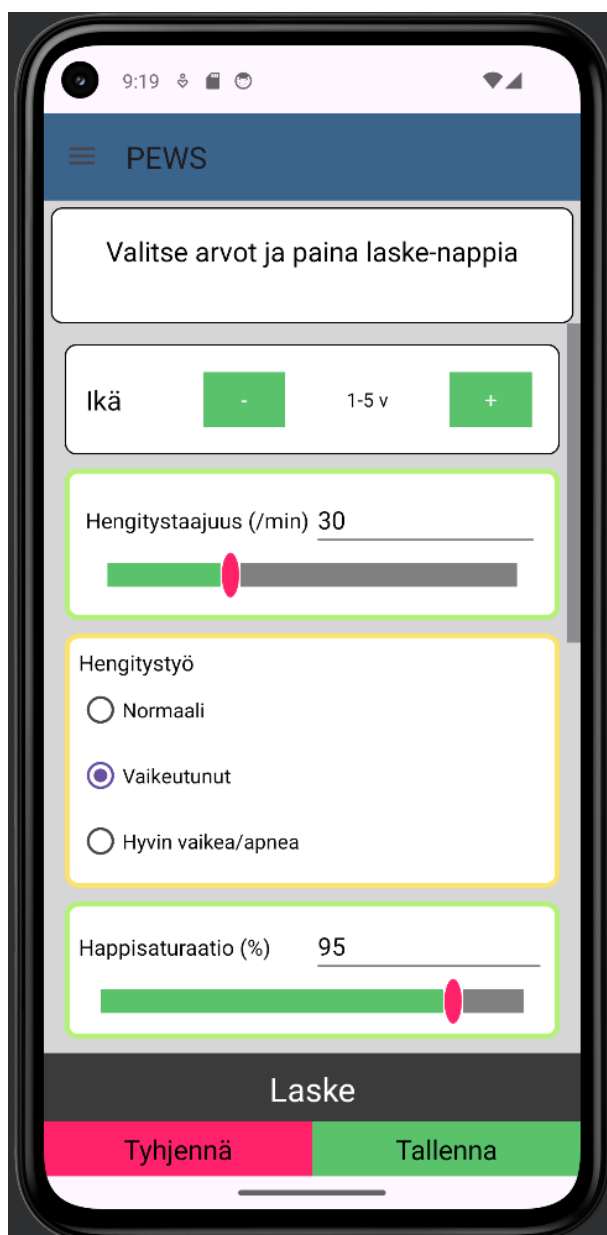 9:19
PEWS
Valitse arvot ja paina laske-nappia
Ikä - 1-5 v +
Hengitystaajuus (/min) 30
Hengitystyö
Normaali
Vaikeutunut
Hyvin vaikea/apnea
Happisaturaatio (%) 95
Laske
Tyhjennä Tallenna